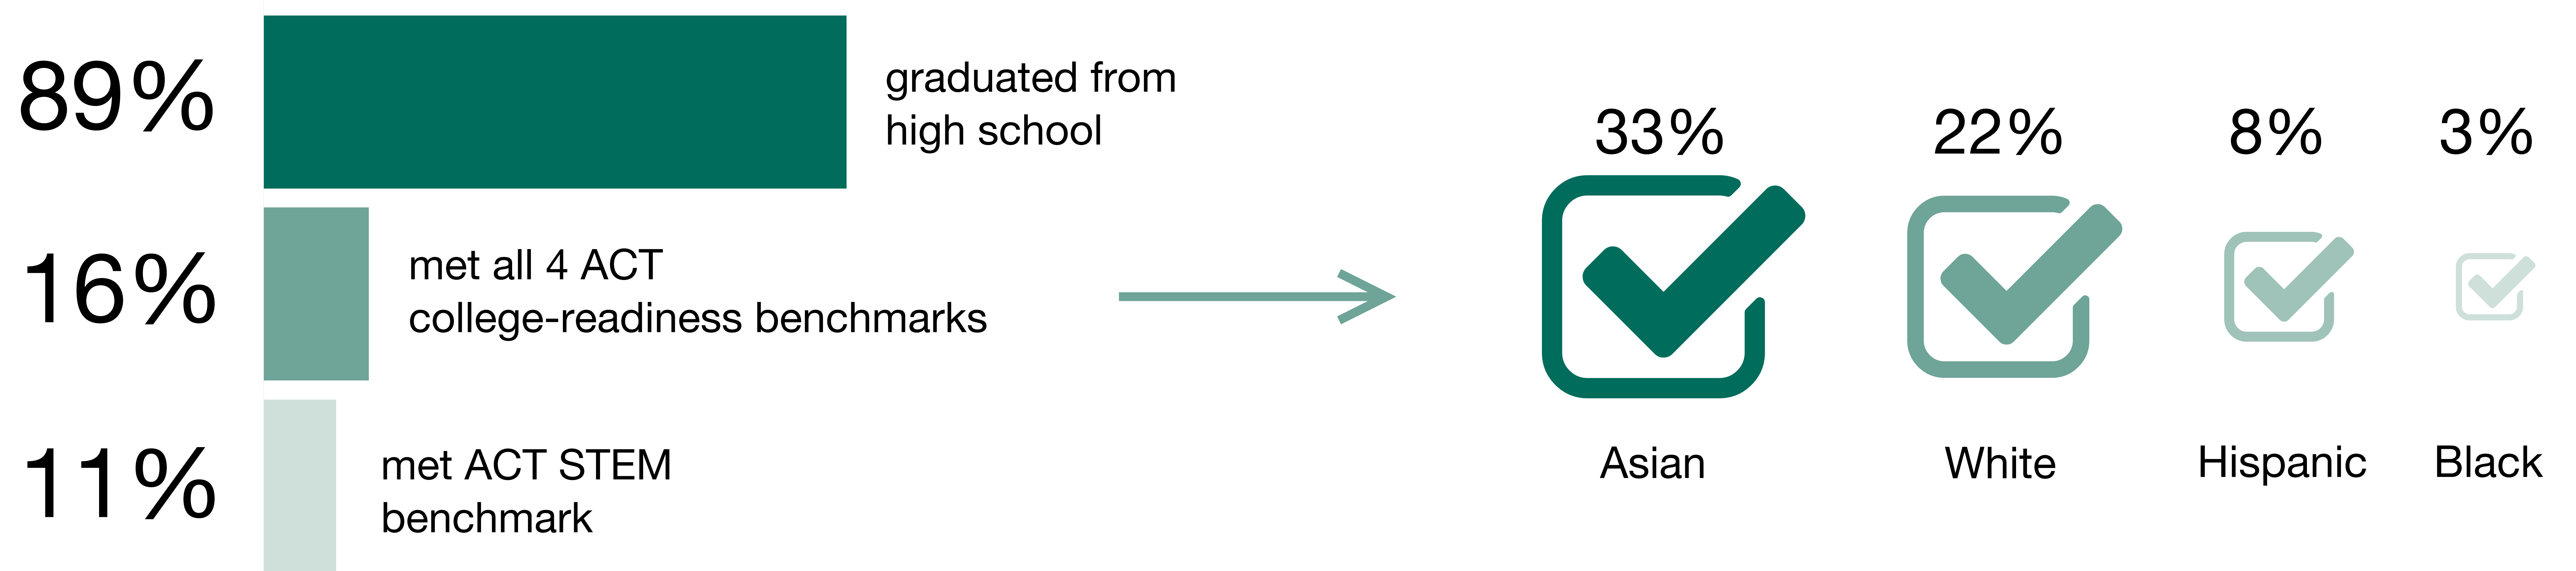 89%
graduated from
high school
16%
met all 4 ACT
college-readiness benchmarks
11%
met ACT STEM
benchmark
33%
22%
8%
3%
Asian
White
Hispanic
Black